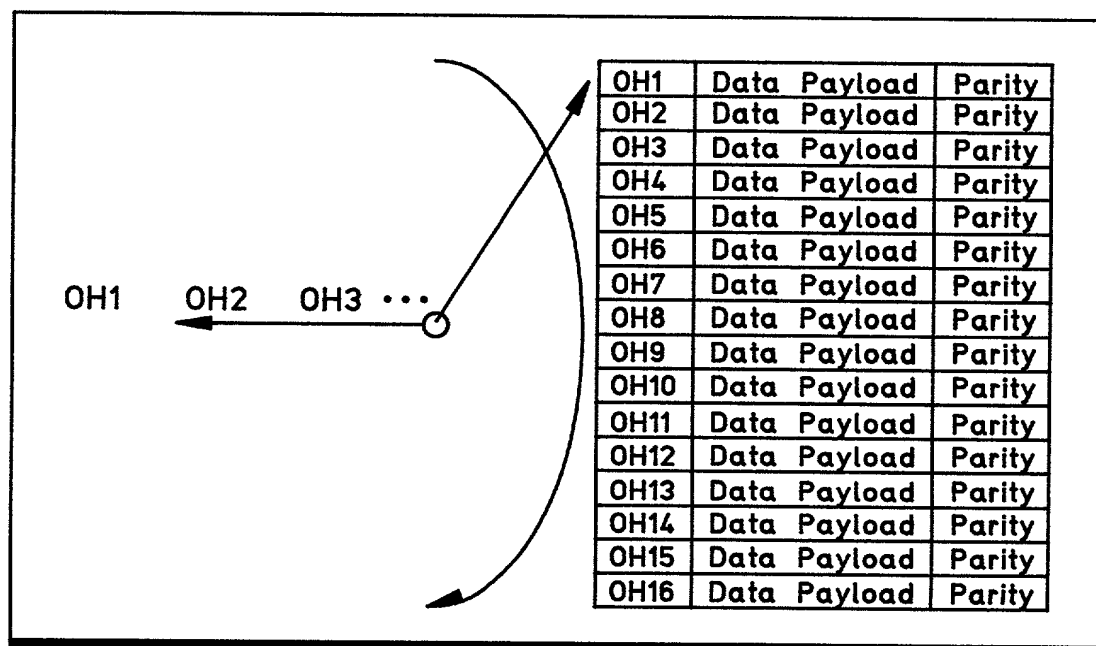 OH1 OH2 OH3 •••
OH1 Data Payload Parity
OH2 Data Payload Parity
OH3 Data Payload Parity
OH4 Data Payload Parity
OH5 Data Payload Parity
OH6 Data Payload Parity
OH7 Data Payload Parity
OH8 Data Payload Parity
OH9 Data Payload Parity
OH10 Data Payload Parity
OH11 Data Payload Parity
OH12 Data Payload Parity
OH13 Data Payload Parity
OH14 Data Payload Parity
OH15 Data Payload Parity
OH16 Data Payload Parity